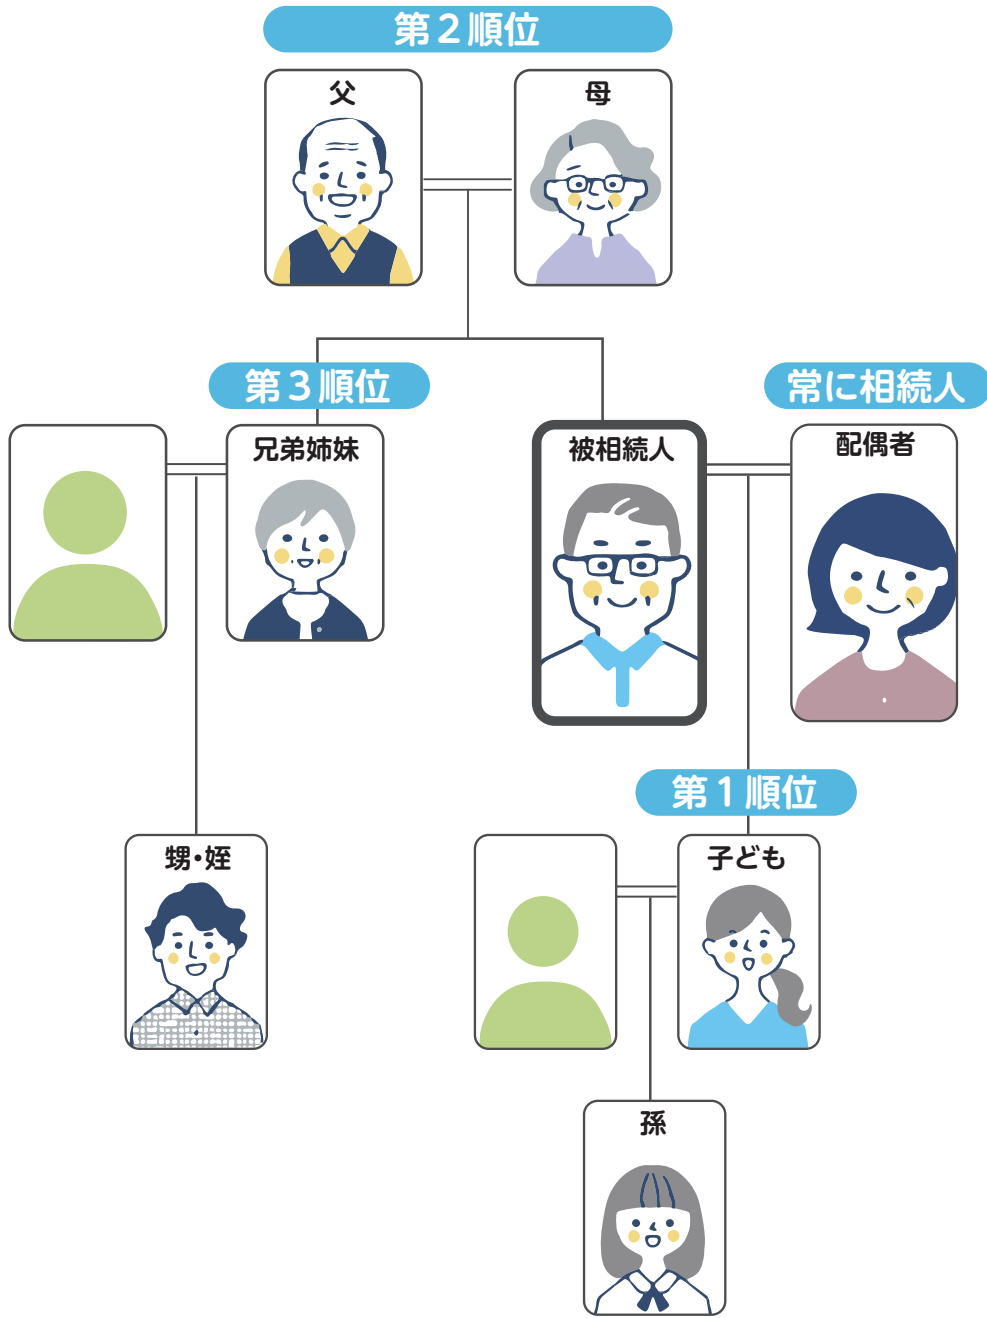 第２順位
父
母
第３順位
常に相続人
兄弟姉妹
被相続人
配偶者
第１順位
甥・姪
子ども
孫